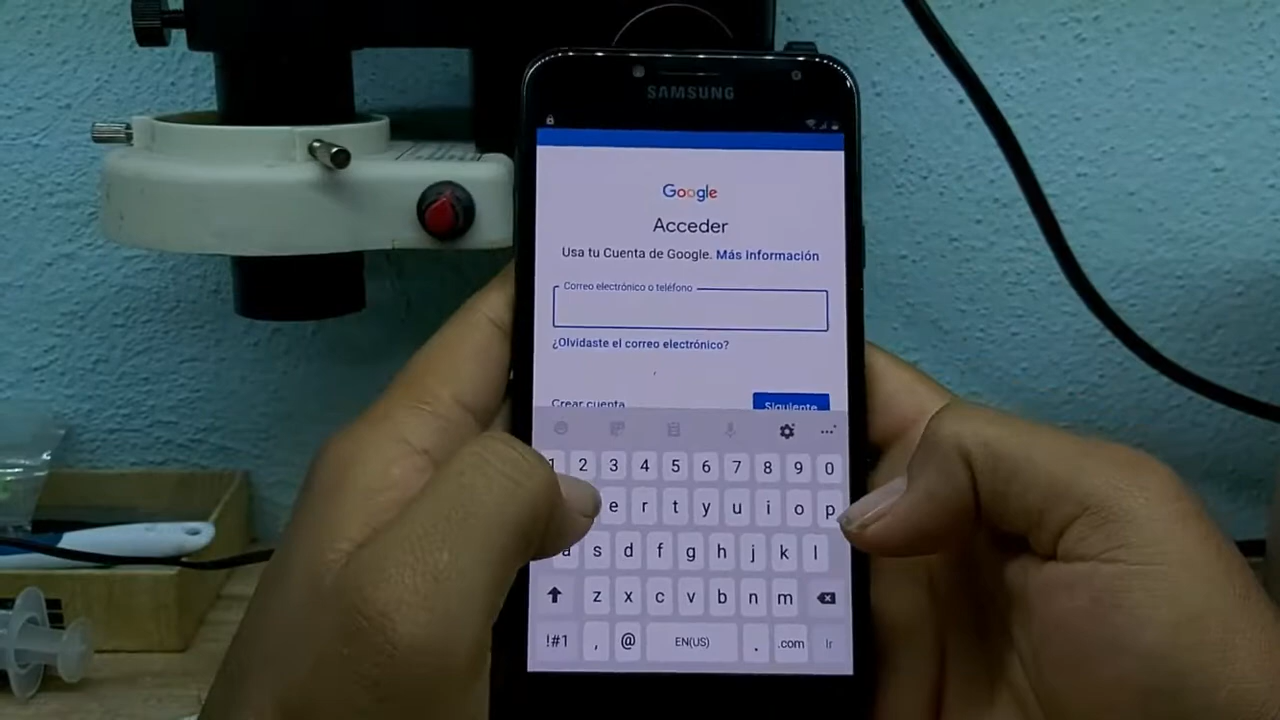 SAMSUNG
Google
Acceder
Usa tu Cuenta de Google. Más Información
Correo electrónico o teléfono
¿Olvidaste el correo electrónico?
Crear cuenta
Siguiente
1 2 3 4 5 6 7 8 9 0
e r t y u i o p
a s d f g h j k l
z x c v b n m
!#1 , @ EN(US) . .com Ir